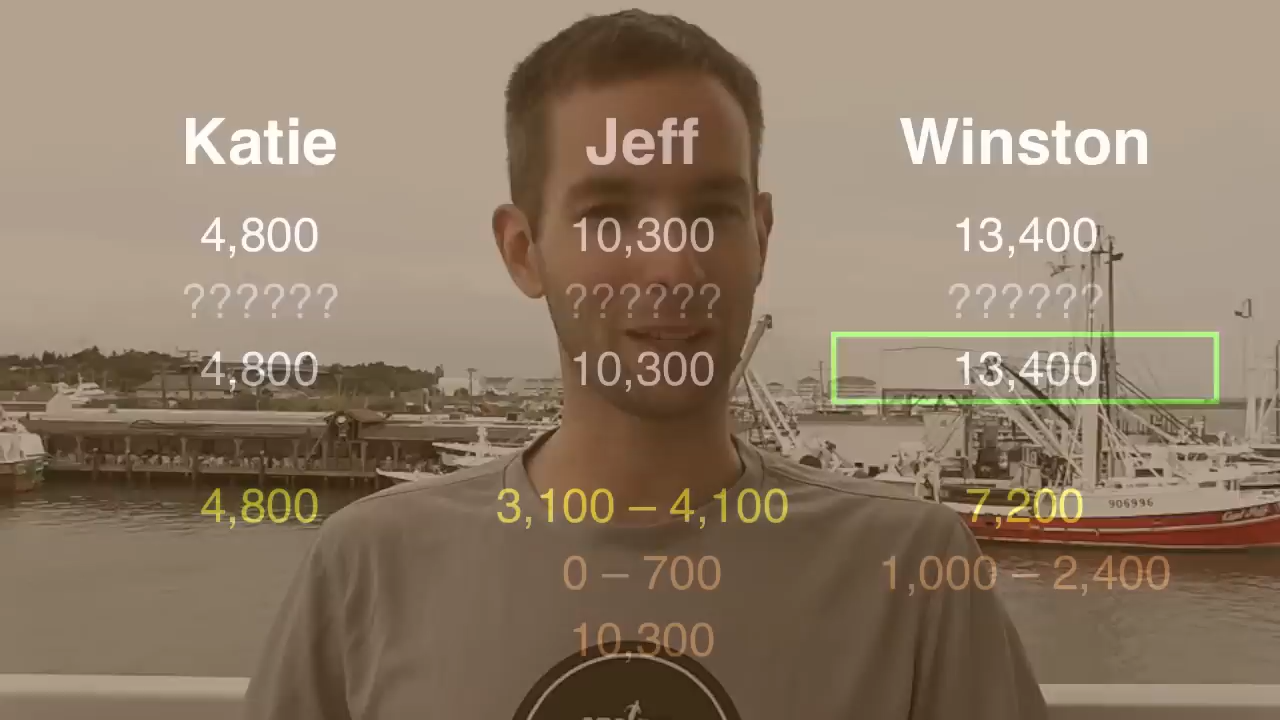 Katie Jeff Winston
4,800 10,300 13,400
?????? ?????? ??????
4,800 10,300 13,400
4,800 3,100 – 4,100 7,200
906996
0 – 700 1,000 – 2,400
10,300